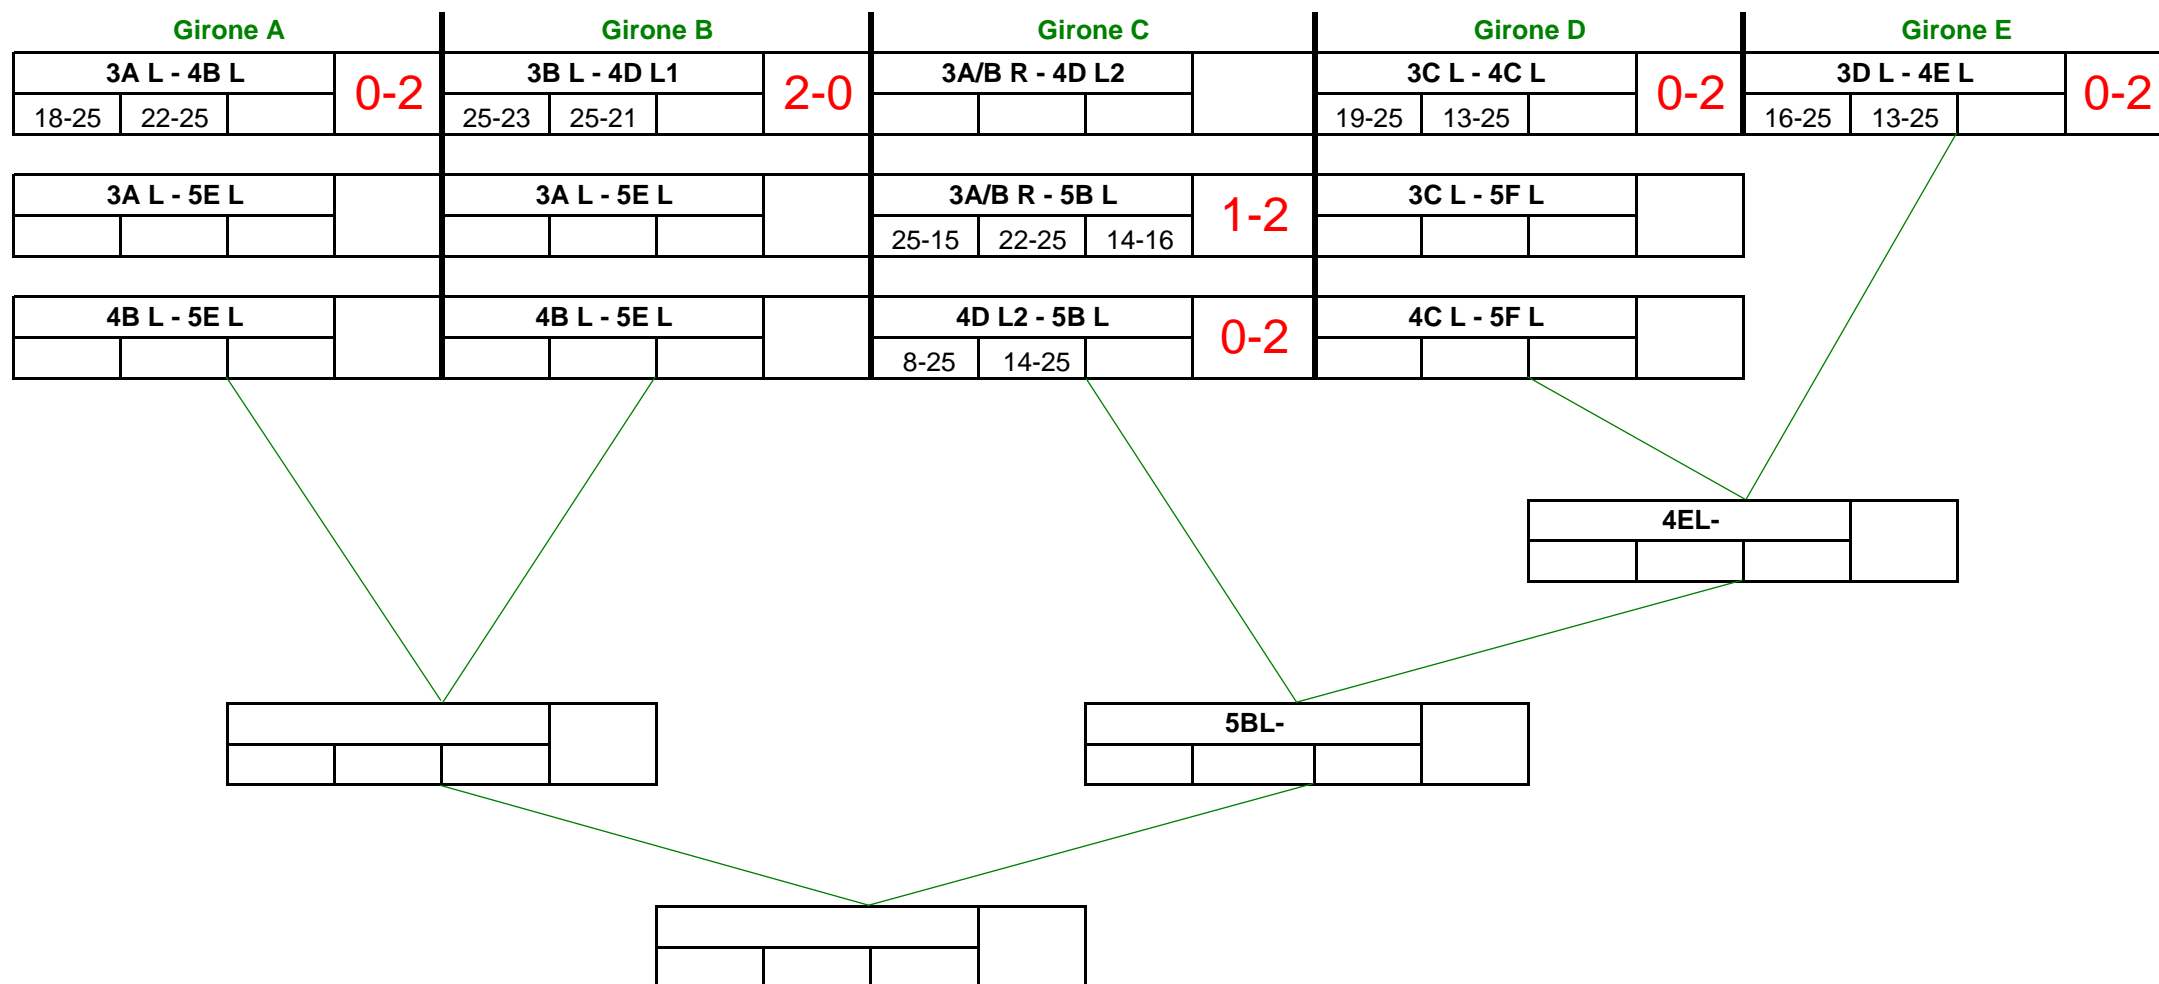 Girone A Girone B Girone C Girone D Girone E
3A L - 4B L 0-2 3B L - 4D L1 2-0 3A/B R - 4D L2 3C L - 4C L 0-2 3D L - 4E L 0-2
18-25 22-25 25-23 25-21 19-25 13-25 16-25 13-25
3A L - 5E L 3A L - 5E L 3A/B R - 5B L 1-2 3C L - 5F L
25-15 22-25 14-16
4B L - 5E L 4B L - 5E L 4D L2 - 5B L 0-2 4C L - 5F L
8-25 14-25
4EL-
5BL-